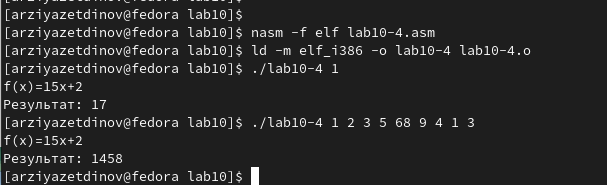 [arziyazetdinov@fedora lab10]$
[arziyazetdinov@fedora lab10]$ nasm -f elf lab10-4.asm
[arziyazetdinov@fedora lab10]$ ld -m elf_i386 -o lab10-4 lab10-4.o
[arziyazetdinov@fedora lab10]$ ./lab10-4 1
f(x)=15x+2
Результат: 17
[arziyazetdinov@fedora lab10]$ ./lab10-4 1 2 3 5 68 9 4 1 3
f(x)=15x+2
Результат: 1458
[arziyazetdinov@fedora lab10]$